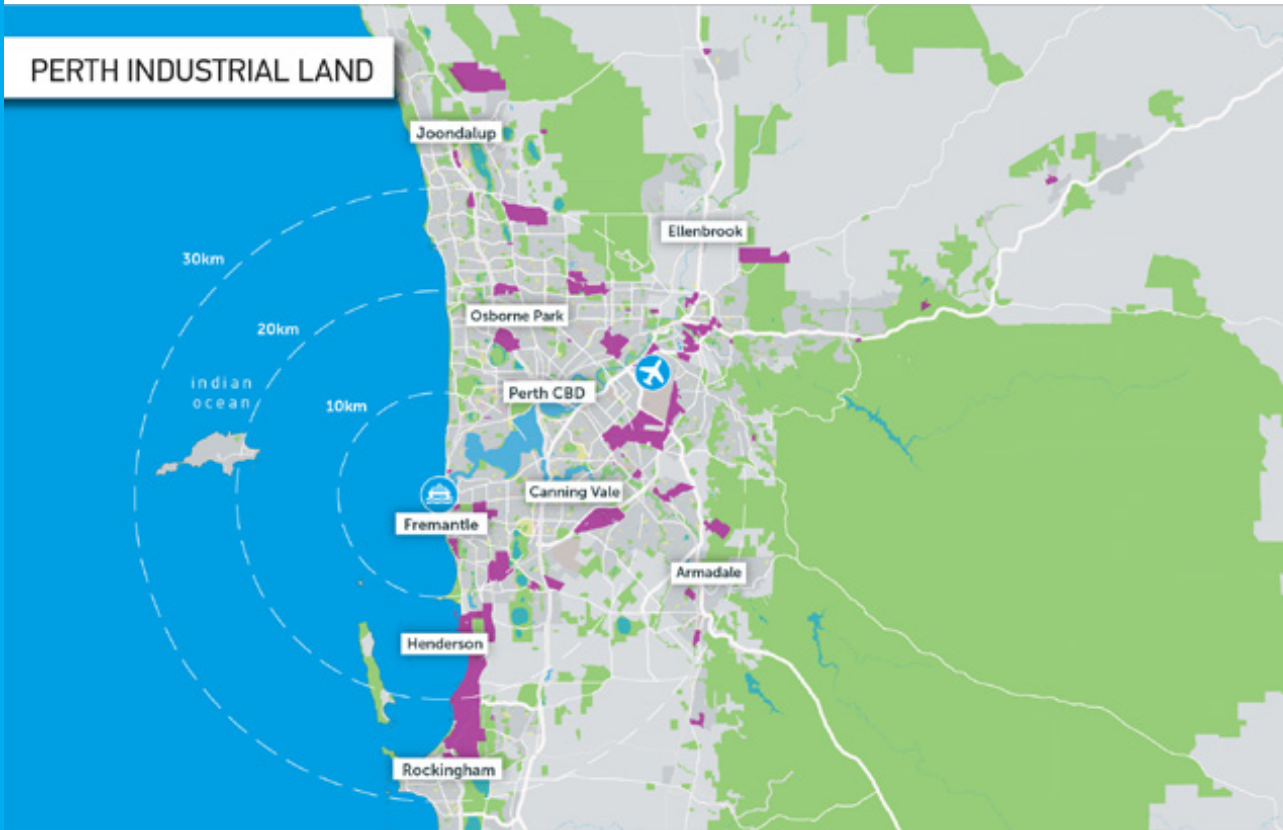 PERTH INDUSTRIAL LAND
Joondalup
Ellenbrook
30km
Osborne Park
20km
indian
ocean
Perth CBD
10km
Canning Vale
Fremantle
Armadale
Henderson
Rockingham